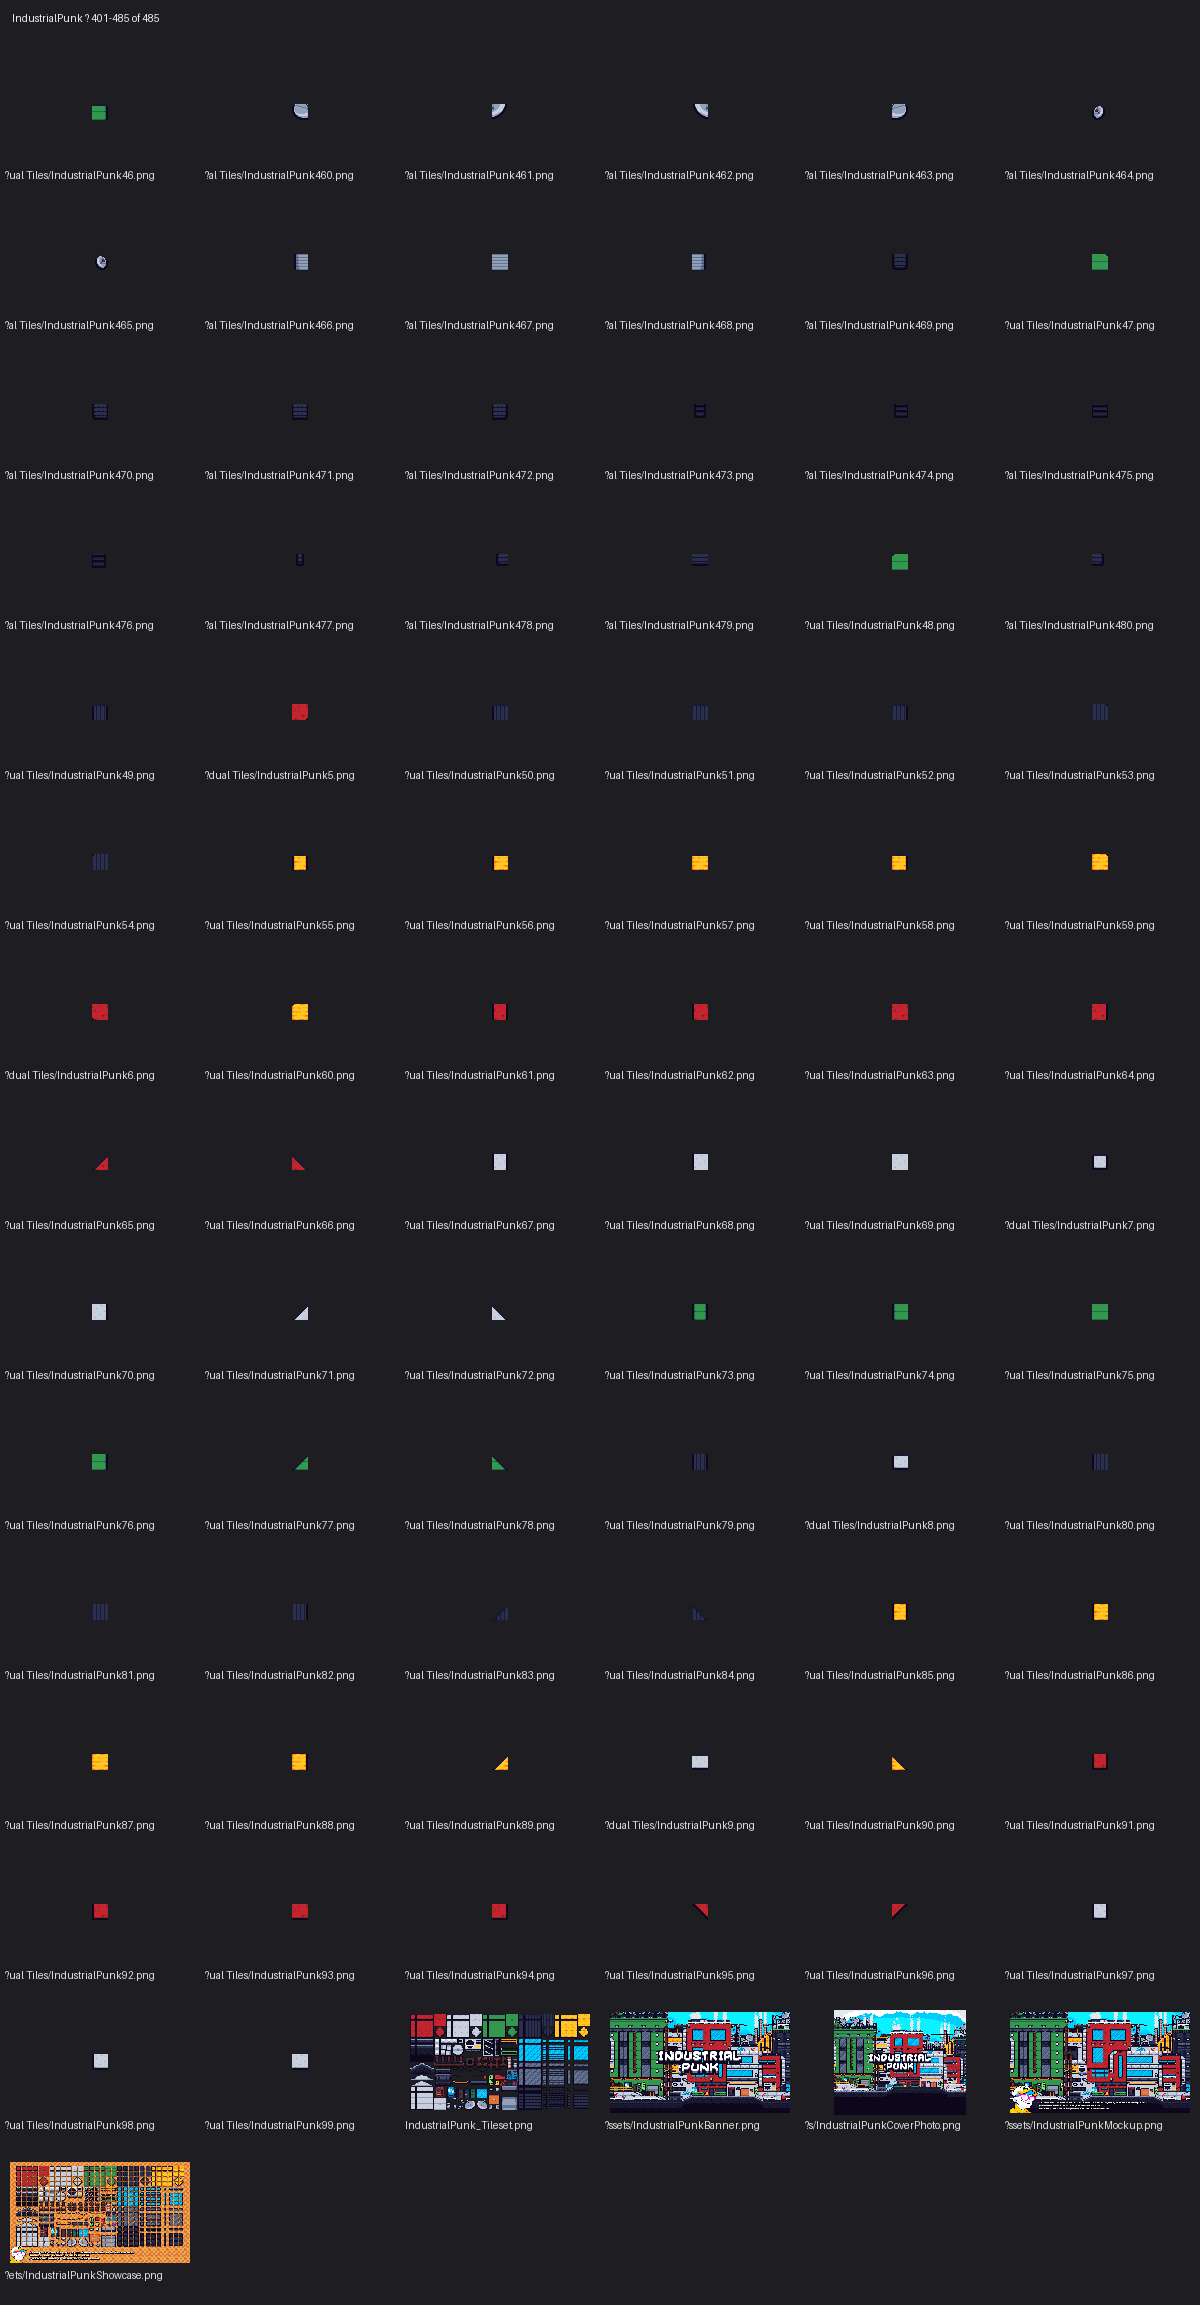 IndustrialPunk ? 401-485 of 485
?ual Tiles/IndustrialPunk46.png
?al Tiles/IndustrialPunk460.png
?al Tiles/IndustrialPunk461.png
?al Tiles/IndustrialPunk462.png
?al Tiles/IndustrialPunk463.png
?al Tiles/IndustrialPunk464.png
?al Tiles/IndustrialPunk465.png
?al Tiles/IndustrialPunk466.png
?al Tiles/IndustrialPunk467.png
?al Tiles/IndustrialPunk468.png
?al Tiles/IndustrialPunk469.png
?ual Tiles/IndustrialPunk47.png
?al Tiles/IndustrialPunk470.png
?al Tiles/IndustrialPunk471.png
?al Tiles/IndustrialPunk472.png
?al Tiles/IndustrialPunk473.png
?al Tiles/IndustrialPunk474.png
?al Tiles/IndustrialPunk475.png
?al Tiles/IndustrialPunk476.png
?al Tiles/IndustrialPunk477.png
?al Tiles/IndustrialPunk478.png
?al Tiles/IndustrialPunk479.png
?ual Tiles/IndustrialPunk48.png
?al Tiles/IndustrialPunk480.png
?ual Tiles/IndustrialPunk49.png
?dual Tiles/IndustrialPunk5.png
?ual Tiles/IndustrialPunk50.png
?ual Tiles/IndustrialPunk51.png
?ual Tiles/IndustrialPunk52.png
?ual Tiles/IndustrialPunk53.png
?ual Tiles/IndustrialPunk54.png
?ual Tiles/IndustrialPunk55.png
?ual Tiles/IndustrialPunk56.png
?ual Tiles/IndustrialPunk57.png
?ual Tiles/IndustrialPunk58.png
?ual Tiles/IndustrialPunk59.png
?dual Tiles/IndustrialPunk6.png
?ual Tiles/IndustrialPunk60.png
?ual Tiles/IndustrialPunk61.png
?ual Tiles/IndustrialPunk62.png
?ual Tiles/IndustrialPunk63.png
?ual Tiles/IndustrialPunk64.png
?ual Tiles/IndustrialPunk65.png
?ual Tiles/IndustrialPunk66.png
?ual Tiles/IndustrialPunk67.png
?ual Tiles/IndustrialPunk68.png
?ual Tiles/IndustrialPunk69.png
?dual Tiles/IndustrialPunk7.png
?ual Tiles/IndustrialPunk70.png
?ual Tiles/IndustrialPunk71.png
?ual Tiles/IndustrialPunk72.png
?ual Tiles/IndustrialPunk73.png
?ual Tiles/IndustrialPunk74.png
?ual Tiles/IndustrialPunk75.png
?ual Tiles/IndustrialPunk76.png
?ual Tiles/IndustrialPunk77.png
?ual Tiles/IndustrialPunk78.png
?ual Tiles/IndustrialPunk79.png
?dual Tiles/IndustrialPunk8.png
?ual Tiles/IndustrialPunk80.png
?ual Tiles/IndustrialPunk81.png
?ual Tiles/IndustrialPunk82.png
?ual Tiles/IndustrialPunk83.png
?ual Tiles/IndustrialPunk84.png
?ual Tiles/IndustrialPunk85.png
?ual Tiles/IndustrialPunk86.png
?ual Tiles/IndustrialPunk87.png
?ual Tiles/IndustrialPunk88.png
?ual Tiles/IndustrialPunk89.png
?dual Tiles/IndustrialPunk9.png
?ual Tiles/IndustrialPunk90.png
?ual Tiles/IndustrialPunk91.png
?ual Tiles/IndustrialPunk92.png
?ual Tiles/IndustrialPunk93.png
?ual Tiles/IndustrialPunk94.png
?ual Tiles/IndustrialPunk95.png
?ual Tiles/IndustrialPunk96.png
?ual Tiles/IndustrialPunk97.png
INDUSTRIAL
PUNK
INDUSTRIAL
PUNK
?ual Tiles/IndustrialPunk98.png
?ual Tiles/IndustrialPunk99.png
IndustrialPunk_Tileset.png
?ssets/IndustrialPunkBanner.png
?s/IndustrialPunkCoverPhoto.png
?ssets/IndustrialPunkMockup.png
?ets/IndustrialPunkShowcase.png